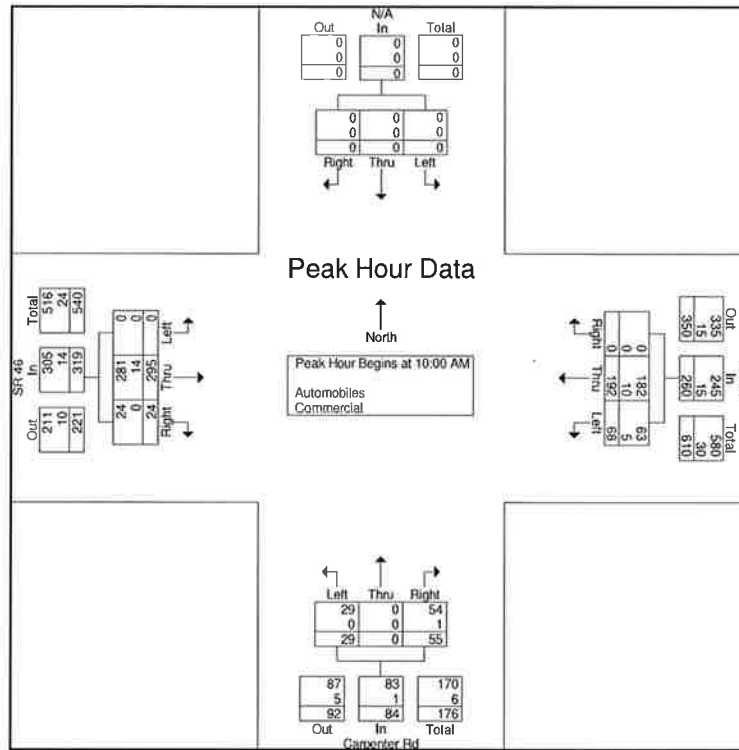 N/A
Out In Total
0 0 0
0 0 0
0 0 0
0 0 0
0 0 0
0 0 0
Right Thru Left
Peak Hour Data
North
Peak Hour Begins at 10:00 AM
Automobiles
Commercial
SR 46
Out In Total
211 305 516
10 14 24
221 319 540
Right Thru Left
24 281 0
0 14 0
24 295 0
Out In Total
335 245 580
15 15 30
350 260 610
Right Thru Left
0 182 63
0 10 5
0 192 68
Left Thru Right
29 0 54
0 0 1
29 0 55
87 83 170
5 1 6
92 84 176
Out In Total
Carpenter Rd